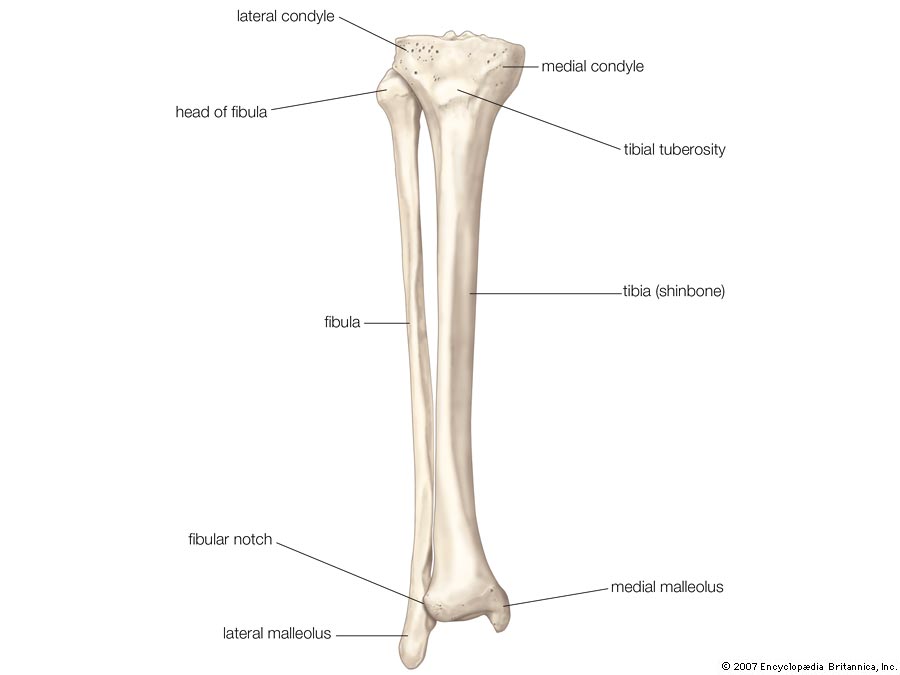 lateral condyle
medial condyle
head of fibula
tibial tuberosity
tibia (shinbone)
fibula
fibular notch
medial malleolus
lateral malleolus
© 2007 Encyclopædia Britannica, Inc.